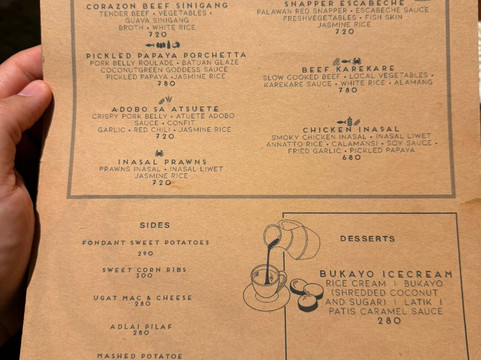 CORAZON BEEF SINIGANG
TENDER BEEF • VEGETABLES •
GUAVA SINIGANG
BROTH • WHITE RICE
720
PICKLED PAPAYA PORCHETTA
PORK BELLY ROULADE • BATUAN GLAZE
COCONUTGREEN GODDESS SAUCE
PICKLED PAPAYA • JASMINE RICE
780
ADOBO SA ATSUETE
CRISPY PORK BELLY • ATUETE ADOBO
SAUCE • CONFIT
GARLIC • RED CHILI • JASMINE RICE
720
INASAL PRAWNS
PRAWNS INASAL • INASAL LIWET
JASMINE RICE
720
SNAPPER ESCABECHE
PALAWAN RED SNAPPER • ESCABECHE SAUCE
FRESHVEGETABLES • FISH SKIN
JASMINE RICE
720
BEEF KAREKARE
SLOW COOKED BEEF • LOCAL VEGETABLES •
KAREKARE SAUCE • WHITE RICE • ALAMANG
780
CHICKEN INASAL
SMOKY CHICKEN INASAL • INASAL LIWET
ANNATTO RICE • CALAMANSI • SOY SAUCE •
FRIED GARLIC • PICKLED PAPAYA
680
SIDES
FONDANT SWEET POTATOES
290
SWEET CORN RIBS
300
UGAT MAC & CHEESE
280
ADLAI PILAF
280
MASHED POTATOE
DESSERTS
BUKAYO ICECREAM
RICE CREAM | BUKAYO
(SHREDDED COCONUT
AND SUGAR) | LATIK |
PATIS CARAMEL SAUCE
280